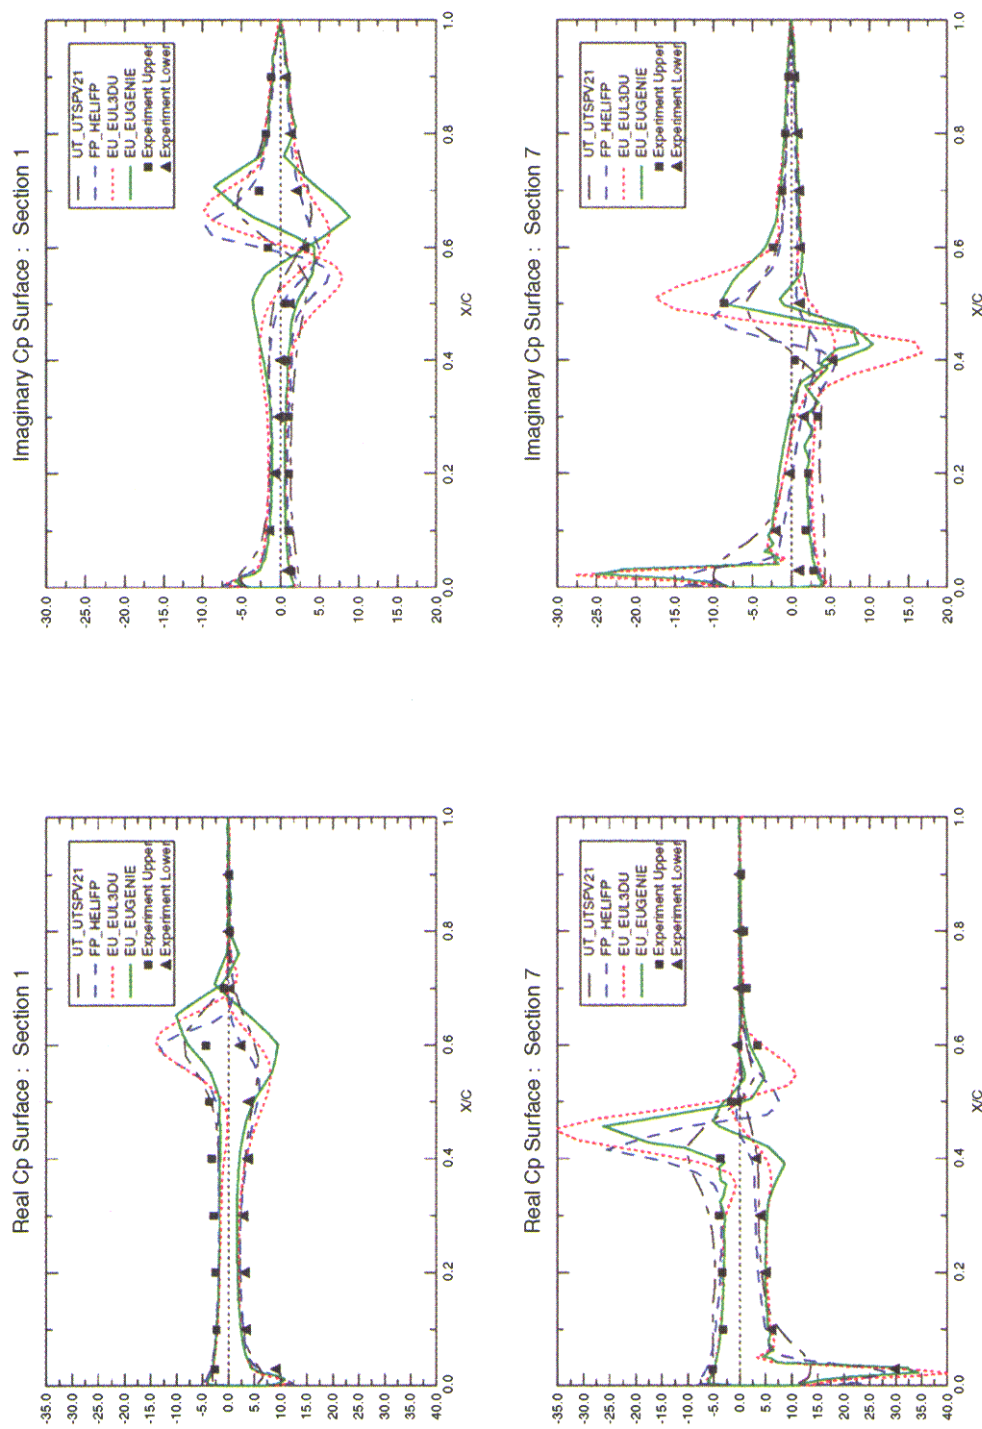 Real Cp Surface : Section 1
-35.0
-30.0
-25.0
-20.0
-15.0
-10.0
-5.0
0.0
5.0
10.0
15.0
20.0
25.0
30.0
35.0
40.0
0.0 0.2 0.4 0.6 0.8 1.0
X/C
UT_UTSPV21
FP_HELIFP
EU_EUL3DU
EU_EUGENIE
Experiment Upper
Experiment Lower
Imaginary Cp Surface : Section 1
-30.0
-25.0
-20.0
-15.0
-10.0
-5.0
0.0
5.0
10.0
15.0
20.0
0.0 0.2 0.4 0.6 0.8 1.0
X/C
UT_UTSPV21
FP_HELIFP
EU_EUL3DU
EU_EUGENIE
Experiment Upper
Experiment Lower
Real Cp Surface : Section 7
-35.0
-30.0
-25.0
-20.0
-15.0
-10.0
-5.0
0.0
5.0
10.0
15.0
20.0
25.0
30.0
35.0
40.0
0.0 0.2 0.4 0.6 0.8 1.0
X/C
UT_UTSPV21
FP_HELIFP
EU_EUL3DU
EU_EUGENIE
Experiment Upper
Experiment Lower
Imaginary Cp Surface : Section 7
-30.0
-25.0
-20.0
-15.0
-10.0
-5.0
0.0
5.0
10.0
15.0
20.0
0.0 0.2 0.4 0.6 0.8 1.0
X/C
UT_UTSPV21
FP_HELIFP
EU_EUL3DU
EU_EUGENIE
Experiment Upper
Experiment Lower